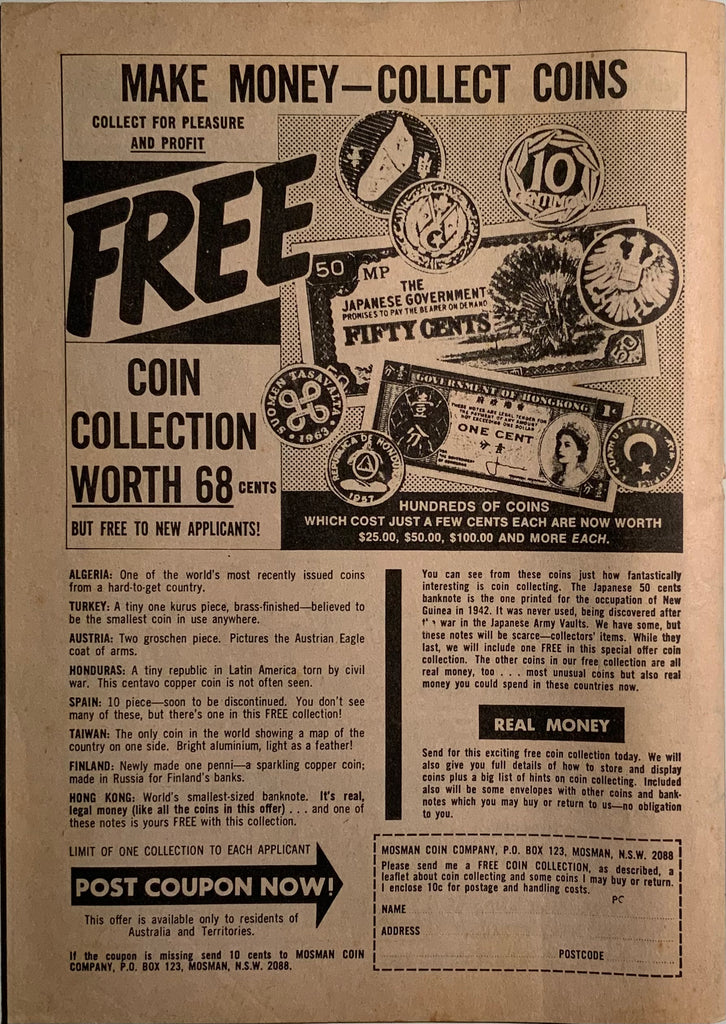 MAKE MONEY—COLLECT COINS
COLLECT FOR PLEASURE
AND PROFIT
FREE
COIN
COLLECTION
WORTH 68 CENTS
BUT FREE TO NEW APPLICANTS!
10
CENTIMOS
50
MP
THE
JAPANESE GOVERNMENT
PROMISES TO PAY THE BEARER ON DEMAND
FIFTY CENTS
50
SUOMEN TASAVALTA
1963
GOVERNMENT OF HONGKONG
1¢
壹
分
ONE CENT
1957
HUNDREDS OF COINS
WHICH COST JUST A FEW CENTS EACH ARE NOW WORTH
$25.00, $50.00, $100.00 AND MORE EACH.
ALGERIA: One of the world's most recently issued coins
from a hard-to-get country.
TURKEY: A tiny one kurus piece, brass-finished—believed to
be the smallest coin in use anywhere.
AUSTRIA: Two groschen piece. Pictures the Austrian Eagle
coat of arms.
HONDURAS: A tiny republic in Latin America torn by civil
war. This centavo copper coin is not often seen.
SPAIN: 10 piece—soon to be discontinued. You don't see
many of these, but there's one in this FREE collection!
TAIWAN: The only coin in the world showing a map of the
country on one side. Bright aluminium, light as a feather!
FINLAND: Newly made one penni—a sparkling copper coin;
made in Russia for Finland's banks.
HONG KONG: World's smallest-sized banknote. It's real,
legal money (like all the coins in this offer) . . . and one of
these notes is yours FREE with this collection.
LIMIT OF ONE COLLECTION TO EACH APPLICANT
POST COUPON NOW!
This offer is available only to residents of
Australia and Territories.
If the coupon is missing send 10 cents to MOSMAN COIN
COMPANY, P.O. BOX 123, MOSMAN, N.S.W. 2088.
You can see from these coins just how fantastically
interesting is coin collecting. The Japanese 50 cents
banknote is the one printed for the occupation of New
Guinea in 1942. It was never used, being discovered after
war in the Japanese Army Vaults. We have some, but
these notes will be scarce—collectors' items. While they
last, we will include one FREE in this special offer coin
collection. The other coins in our free collection are all
real money, too . . . most unusual coins but also real
money you could spend in these countries now.
REAL MONEY
Send for this exciting free coin collection today. We will
also give you full details of how to store and display
coins plus a big list of hints on coin collecting. Included
also will be some envelopes with other coins and bank-
notes which you may buy or return to us—no obligation
to you.
MOSMAN COIN COMPANY, P.O. BOX 123, MOSMAN, N.S.W. 2088
Please send me a FREE COIN COLLECTION, as described, a
leaflet about coin collecting and some coins I may buy or return.
I enclose 10c for postage and handling costs.
PC
NAME
ADDRESS
POSTCODE